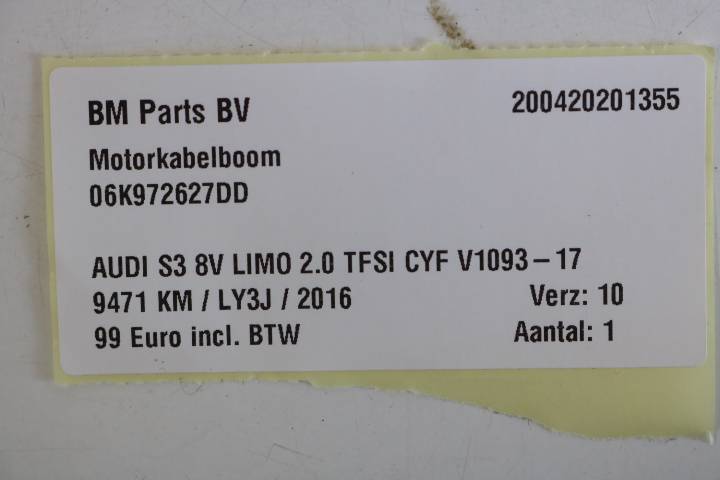 BM Parts BV 200420201355
Motorkabelboom
06K972627DD
AUDI S3 8V LIMO 2.0 TFSI CYF V1093-17
9471 KM / LY3J / 2016 Verz: 10
99 Euro incl. BTW Aantal: 1